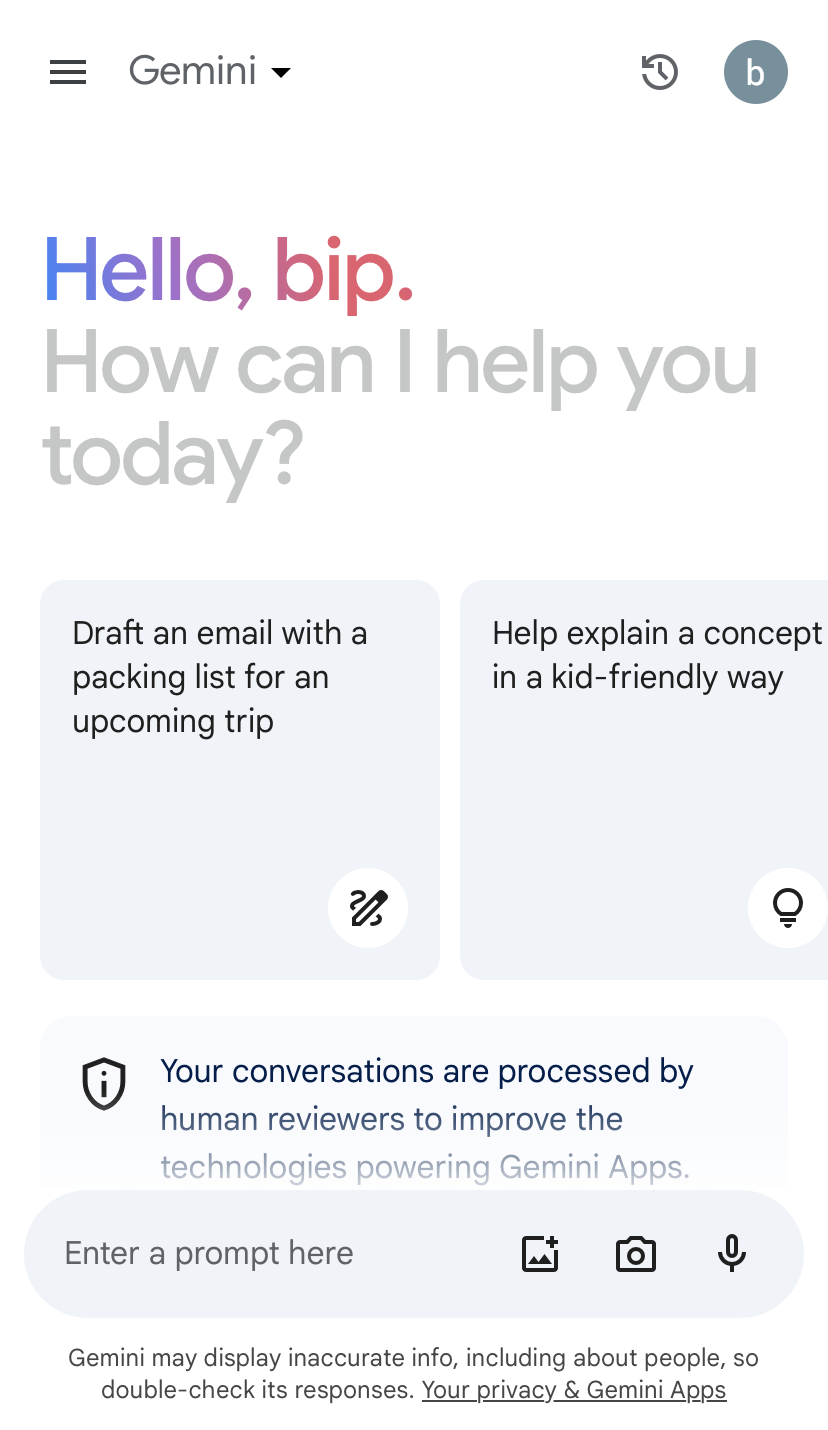 Gemini
b
Hello, bip.
How can I help you
today?
Draft an email with a
packing list for an
upcoming trip
Help explain a concept
in a kid-friendly way
Your conversations are processed by
human reviewers to improve the
technologies powering Gemini Apps.
Enter a prompt here
Gemini may display inaccurate info, including about people, so
double-check its responses. Your privacy & Gemini Apps